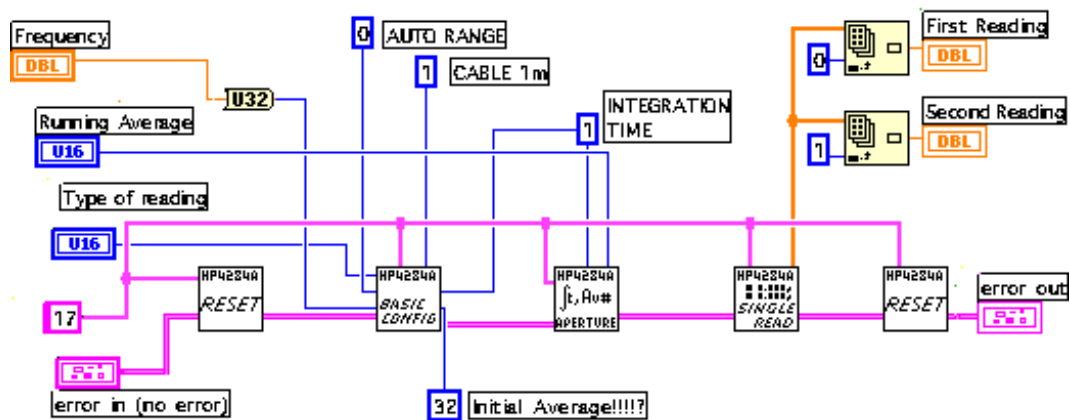 Frequency
DBL
U32
0
AUTO RANGE
1
CABLE 1m
Running Average
U16
1
INTEGRATION
TIME
0
First Reading
DBL
1
Second Reading
DBL
Type of reading
U16
17
HP4284A
RESET
HP4284A
BASIC
CONFIG
HP4284A
∫t, Av#
APERTURE
HP4284A
SINGLE
READ
HP4284A
RESET
error out
error in (no error)
32
Initial Average!!!!?